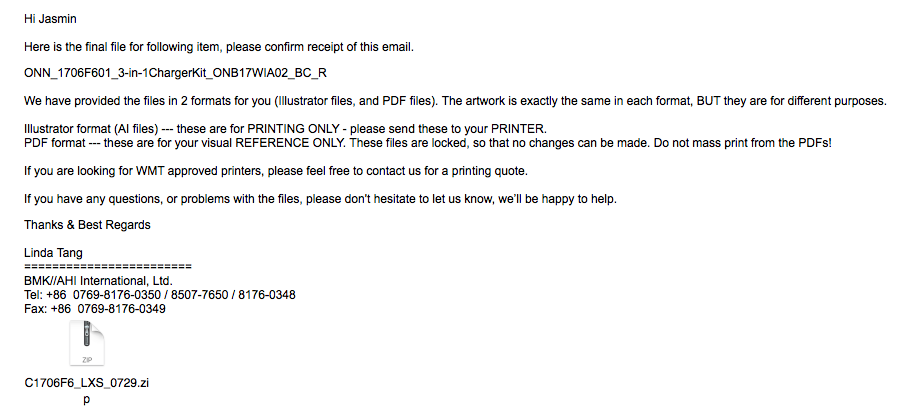 Hi Jasmin
Here is the final file for following item, please confirm receipt of this email.
ONN_1706F601_3-in-1ChargerKit_ONB17WIA02_BC_R
We have provided the files in 2 formats for you (Illustrator files, and PDF files). The artwork is exactly the same in each format, BUT they are for different purposes.
Illustrator format (AI files) --- these are for PRINTING ONLY - please send these to your PRINTER.
PDF format --- these are for your visual REFERENCE ONLY. These files are locked, so that no changes can be made. Do not mass print from the PDFs!
If you are looking for WMT approved printers, please feel free to contact us for a printing quote.
If you have any questions, or problems with the files, please don't hesitate to let us know, we'll be happy to help.
Thanks & Best Regards
Linda Tang
========================
BMK//AHI International, Ltd.
Tel: +86  0769-8176-0350 / 8507-7650 / 8176-0348
Fax: +86  0769-8176-0349
ZIP
C1706F6_LXS_0729.zi
p